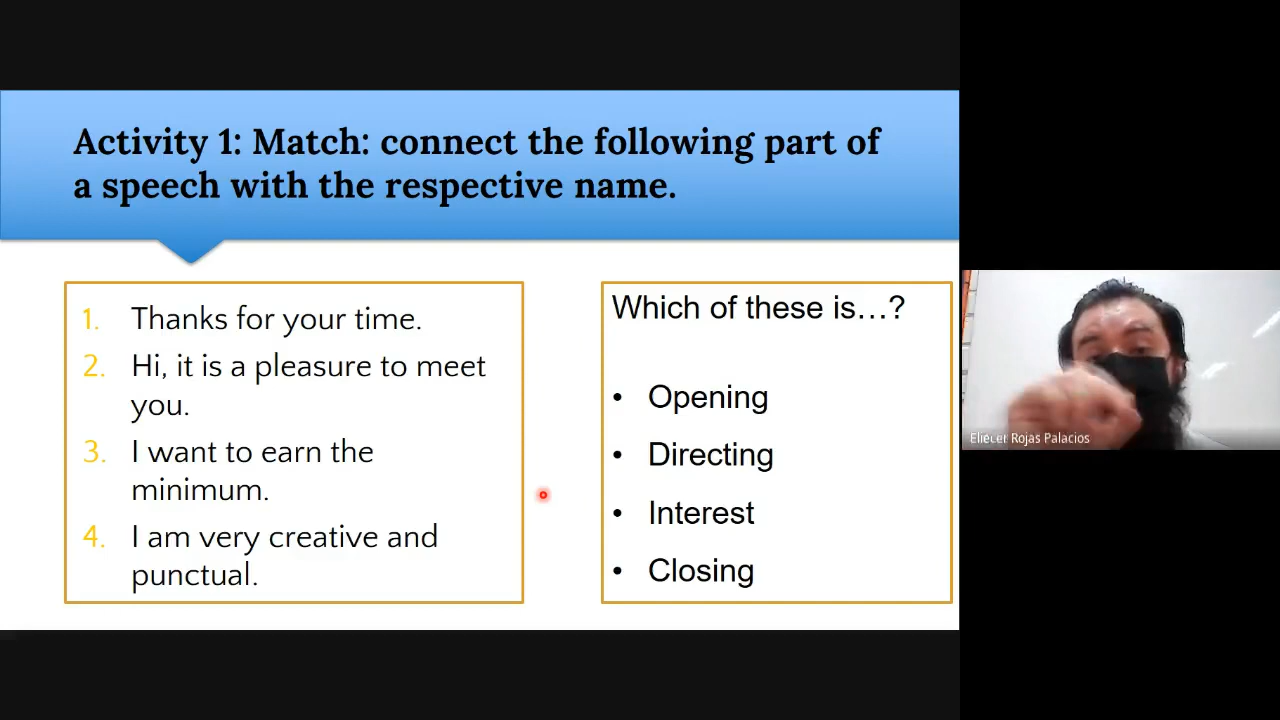 Activity 1: Match: connect the following part of
a speech with the respective name.
1. Thanks for your time.
2. Hi, it is a pleasure to meet
you.
3. I want to earn the
minimum.
4. I am very creative and
punctual.
Which of these is...?
• Opening
• Directing
• Interest
• Closing
Eliecer Rojas Palacios